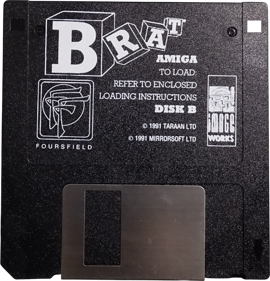 BRAT
AMIGA
TO LOAD:
REFER TO ENCLOSED
LOADING INSTRUCTIONS
DISK B
© 1991 TARAAN LTD
© 1991 MIRRORSOFT LTD
FOURSFIELD
IMAGE
WORKS